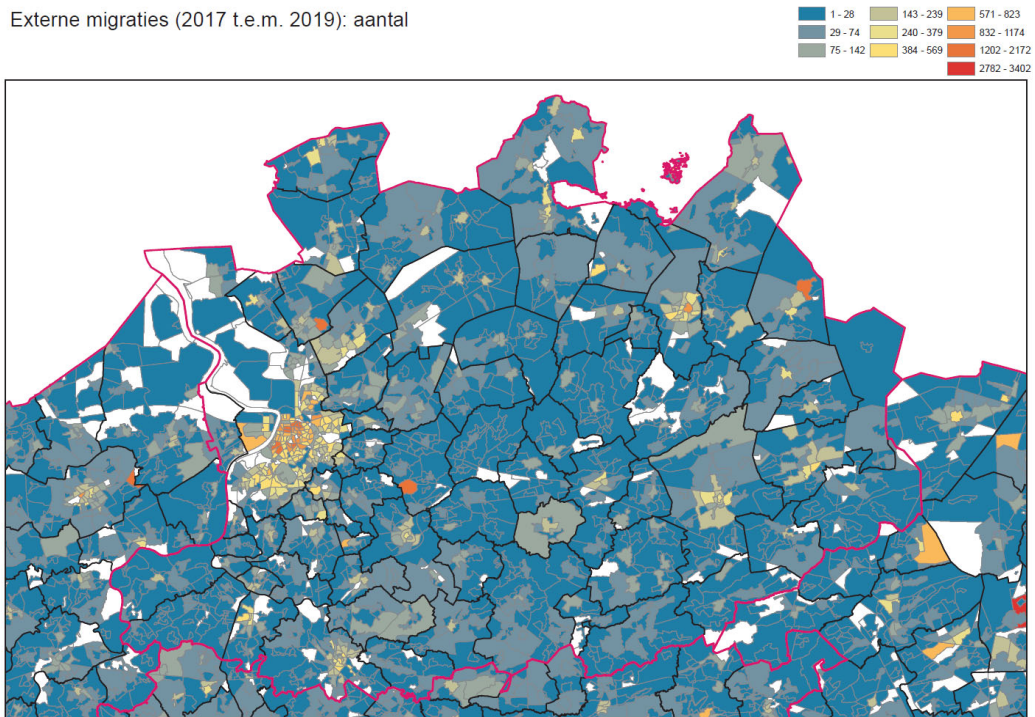 Externe migraties (2017 t.e.m. 2019): aantal
1 - 28 143 - 239 571 - 823
29 - 74 240 - 379 832 - 1174
75 - 142 384 - 569 1202 - 2172
2782 - 3402